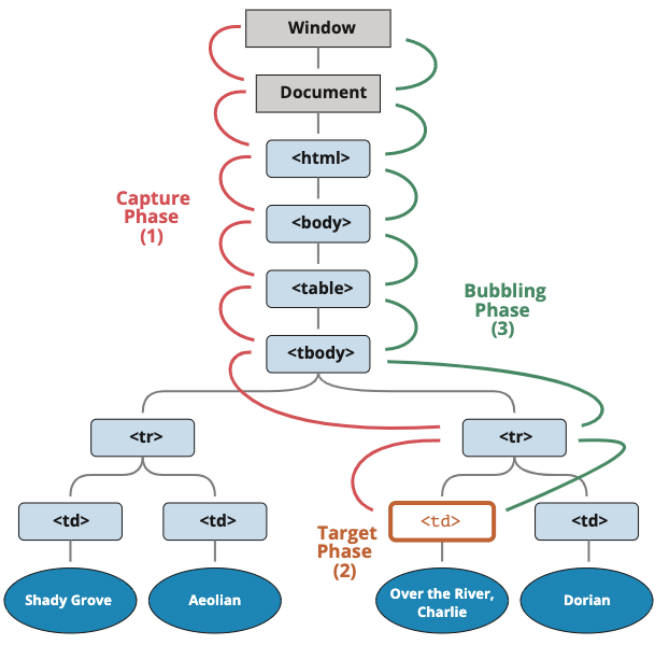 Window
Document
<html>
Capture
Phase
(1)
<body>
<table>
Bubbling
Phase
(3)
<tbody>
<tr>
<tr>
<td>
<td>
<td>
<td>
Target
Phase
(2)
Shady Grove
Aeolian
Over the River,
Charlie
Dorian